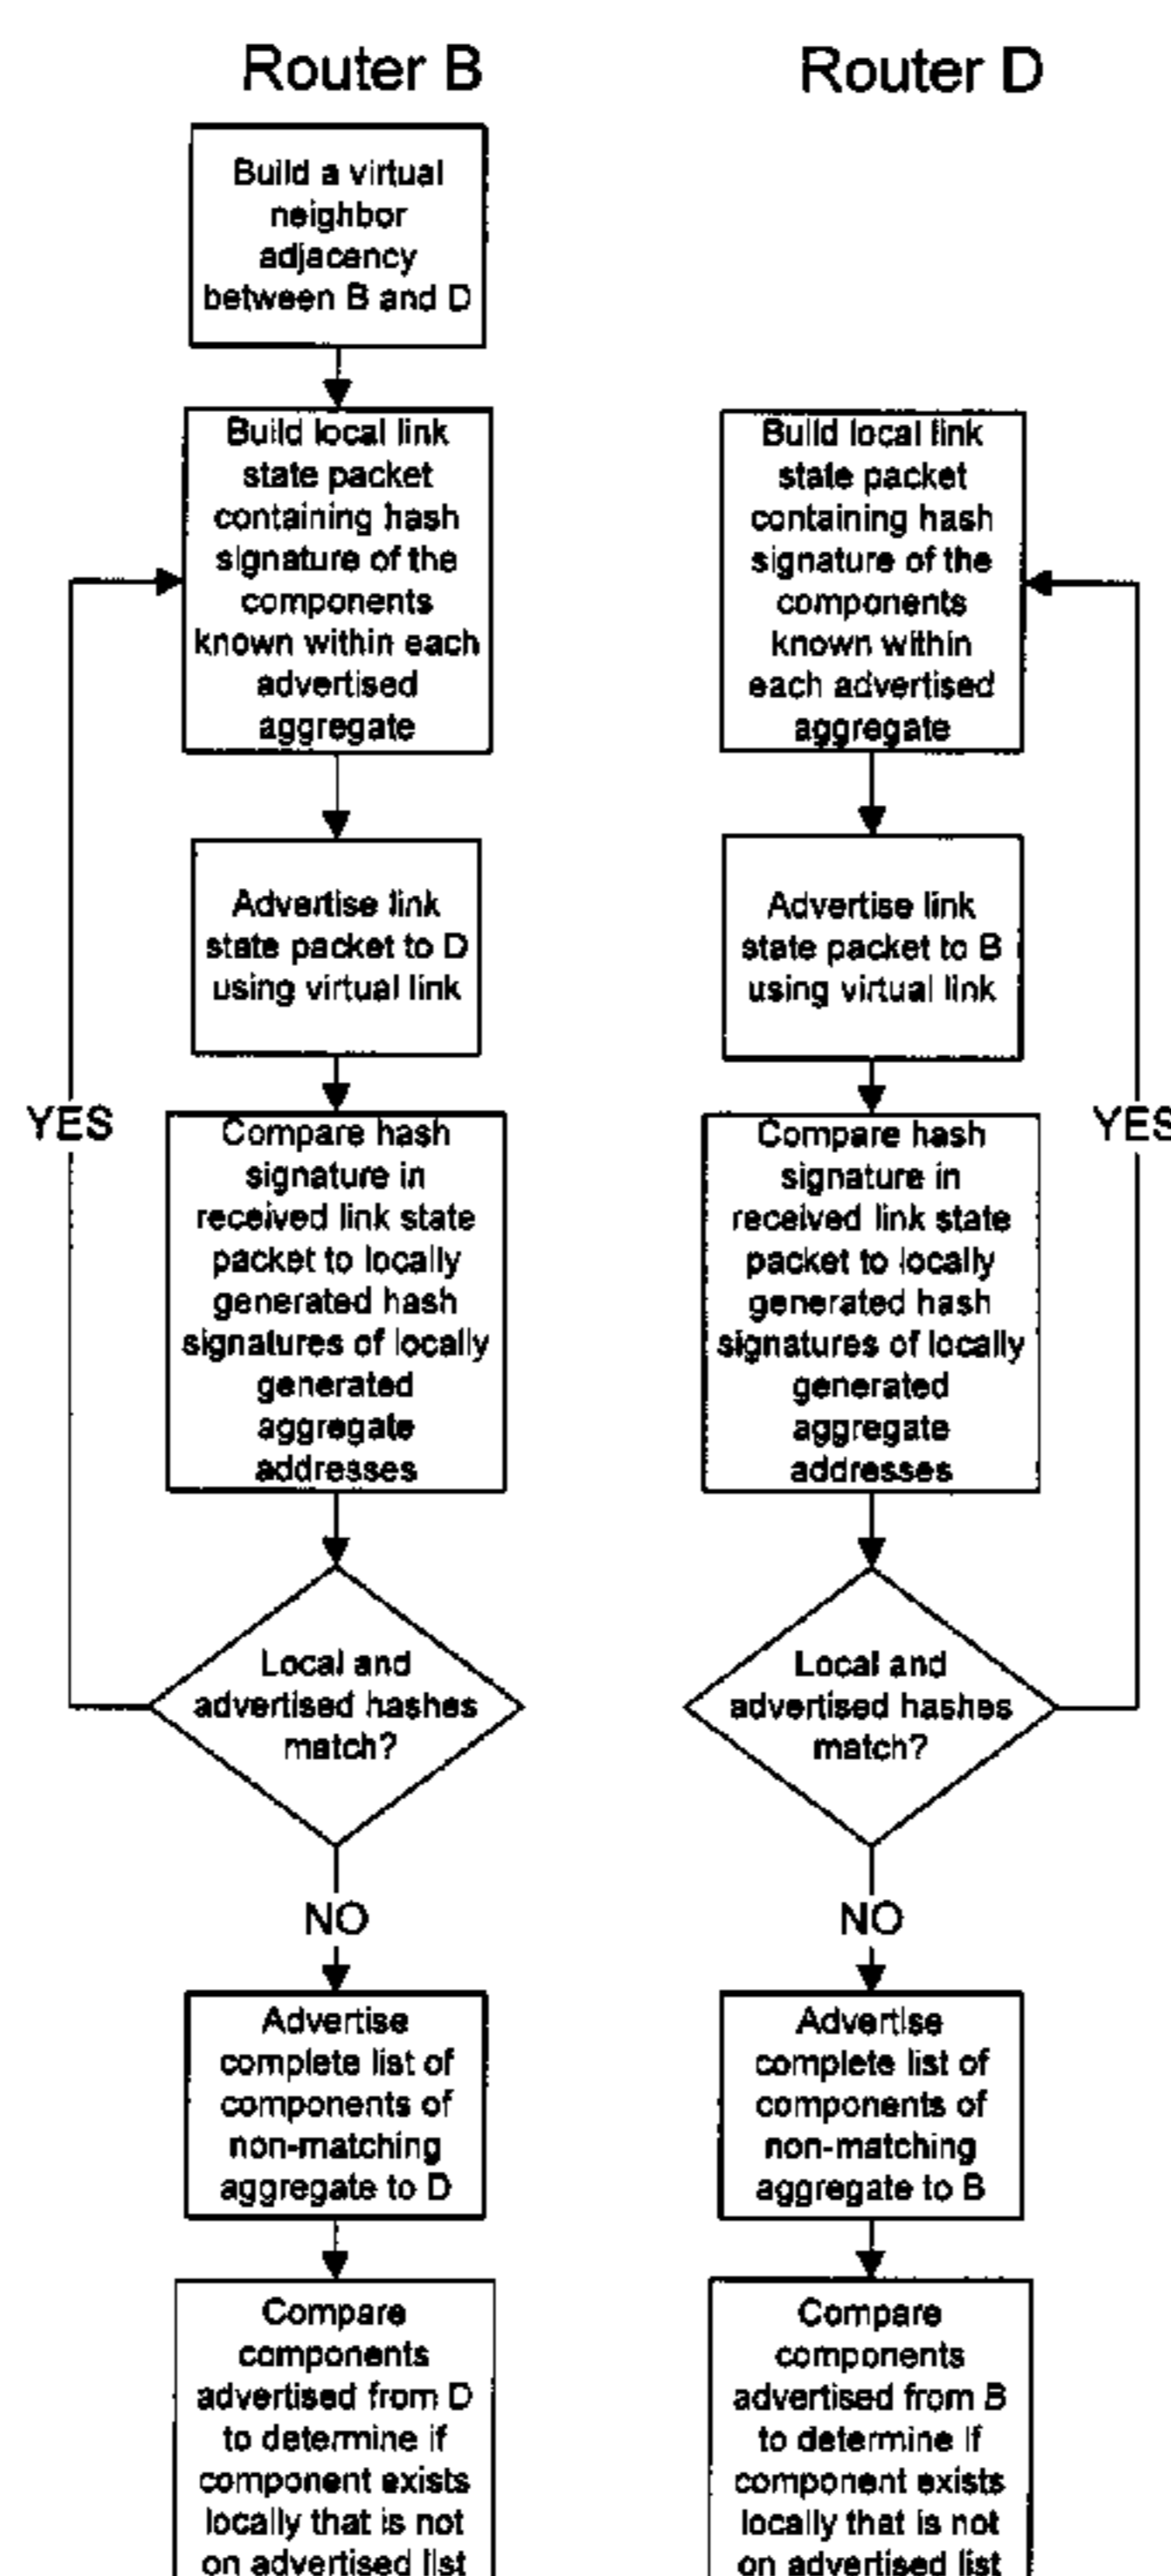 Router B
Build a virtual
neighbor
adjacency
between B and D
Build local link
state packet
containing hash
signature of the
components
known within each
advertised
aggregate
Advertise link
state packet to D
using virtual link
YES
Compare hash
signature in
received link state
packet to locally
generated hash
signatures of locally
generated
aggregate
addresses
Local and
advertised hashes
match?
NO
Advertise
complete list of
components of
non-matching
aggregate to D
Compare
components
advertised from D
to determine if
component exists
locally that is not
on advertised list
Router D
Build local link
state packet
containing hash
signature of the
components
known within
each advertised
aggregate
Advertise link
state packet to B
using virtual link
YES
Compare hash
signature in
received link state
packet to locally
generated hash
signatures of locally
generated
aggregate
addresses
Local and
advertised hashes
match?
NO
Advertise
complete list of
components of
non-matching
aggregate to B
Compare
components
advertised from B
to determine if
component exists
locally that is not
on advertised list